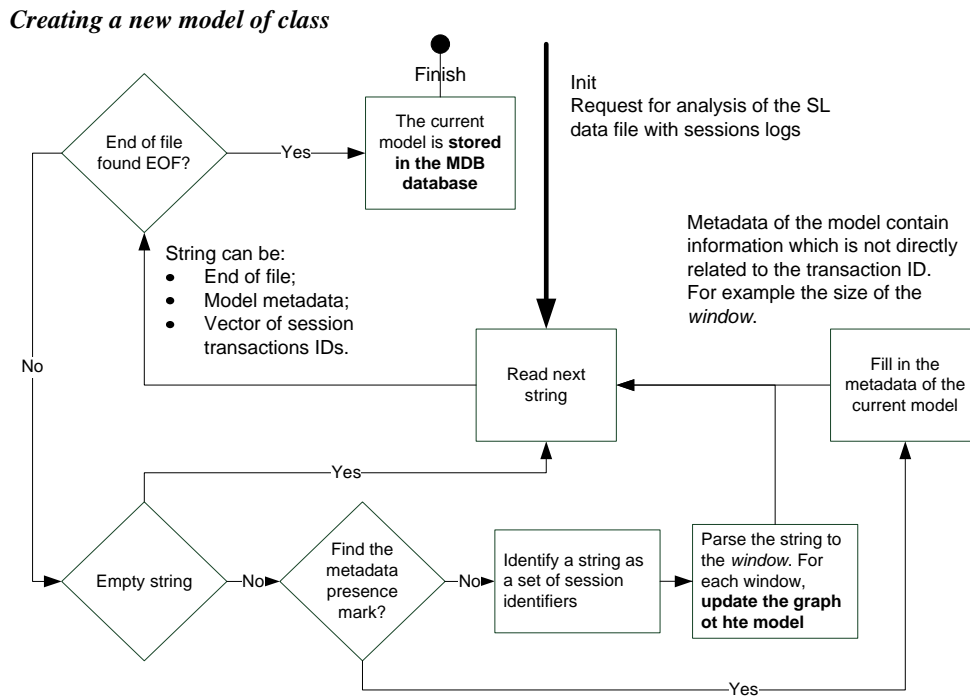 Creating a new model of class
Finish
Init
Request for analysis of the SL
data file with sessions logs
End of file
found EOF?
Yes
The current
model is stored
in the MDB
database
Metadata of the model contain
information which is not directly
related to the transaction ID.
For example the size of the
window.
String can be:
● End of file;
● Model metadata;
● Vector of session
transactions IDs.
No
Read next
string
Fill in the
metadata of the
current model
Yes
Empty string
No
Find the
metadata
presence
mark?
No
Identify a string as
a set of session
identifiers
Parse the string to
the window. For
each window,
update the graph
ot hte model
Yes